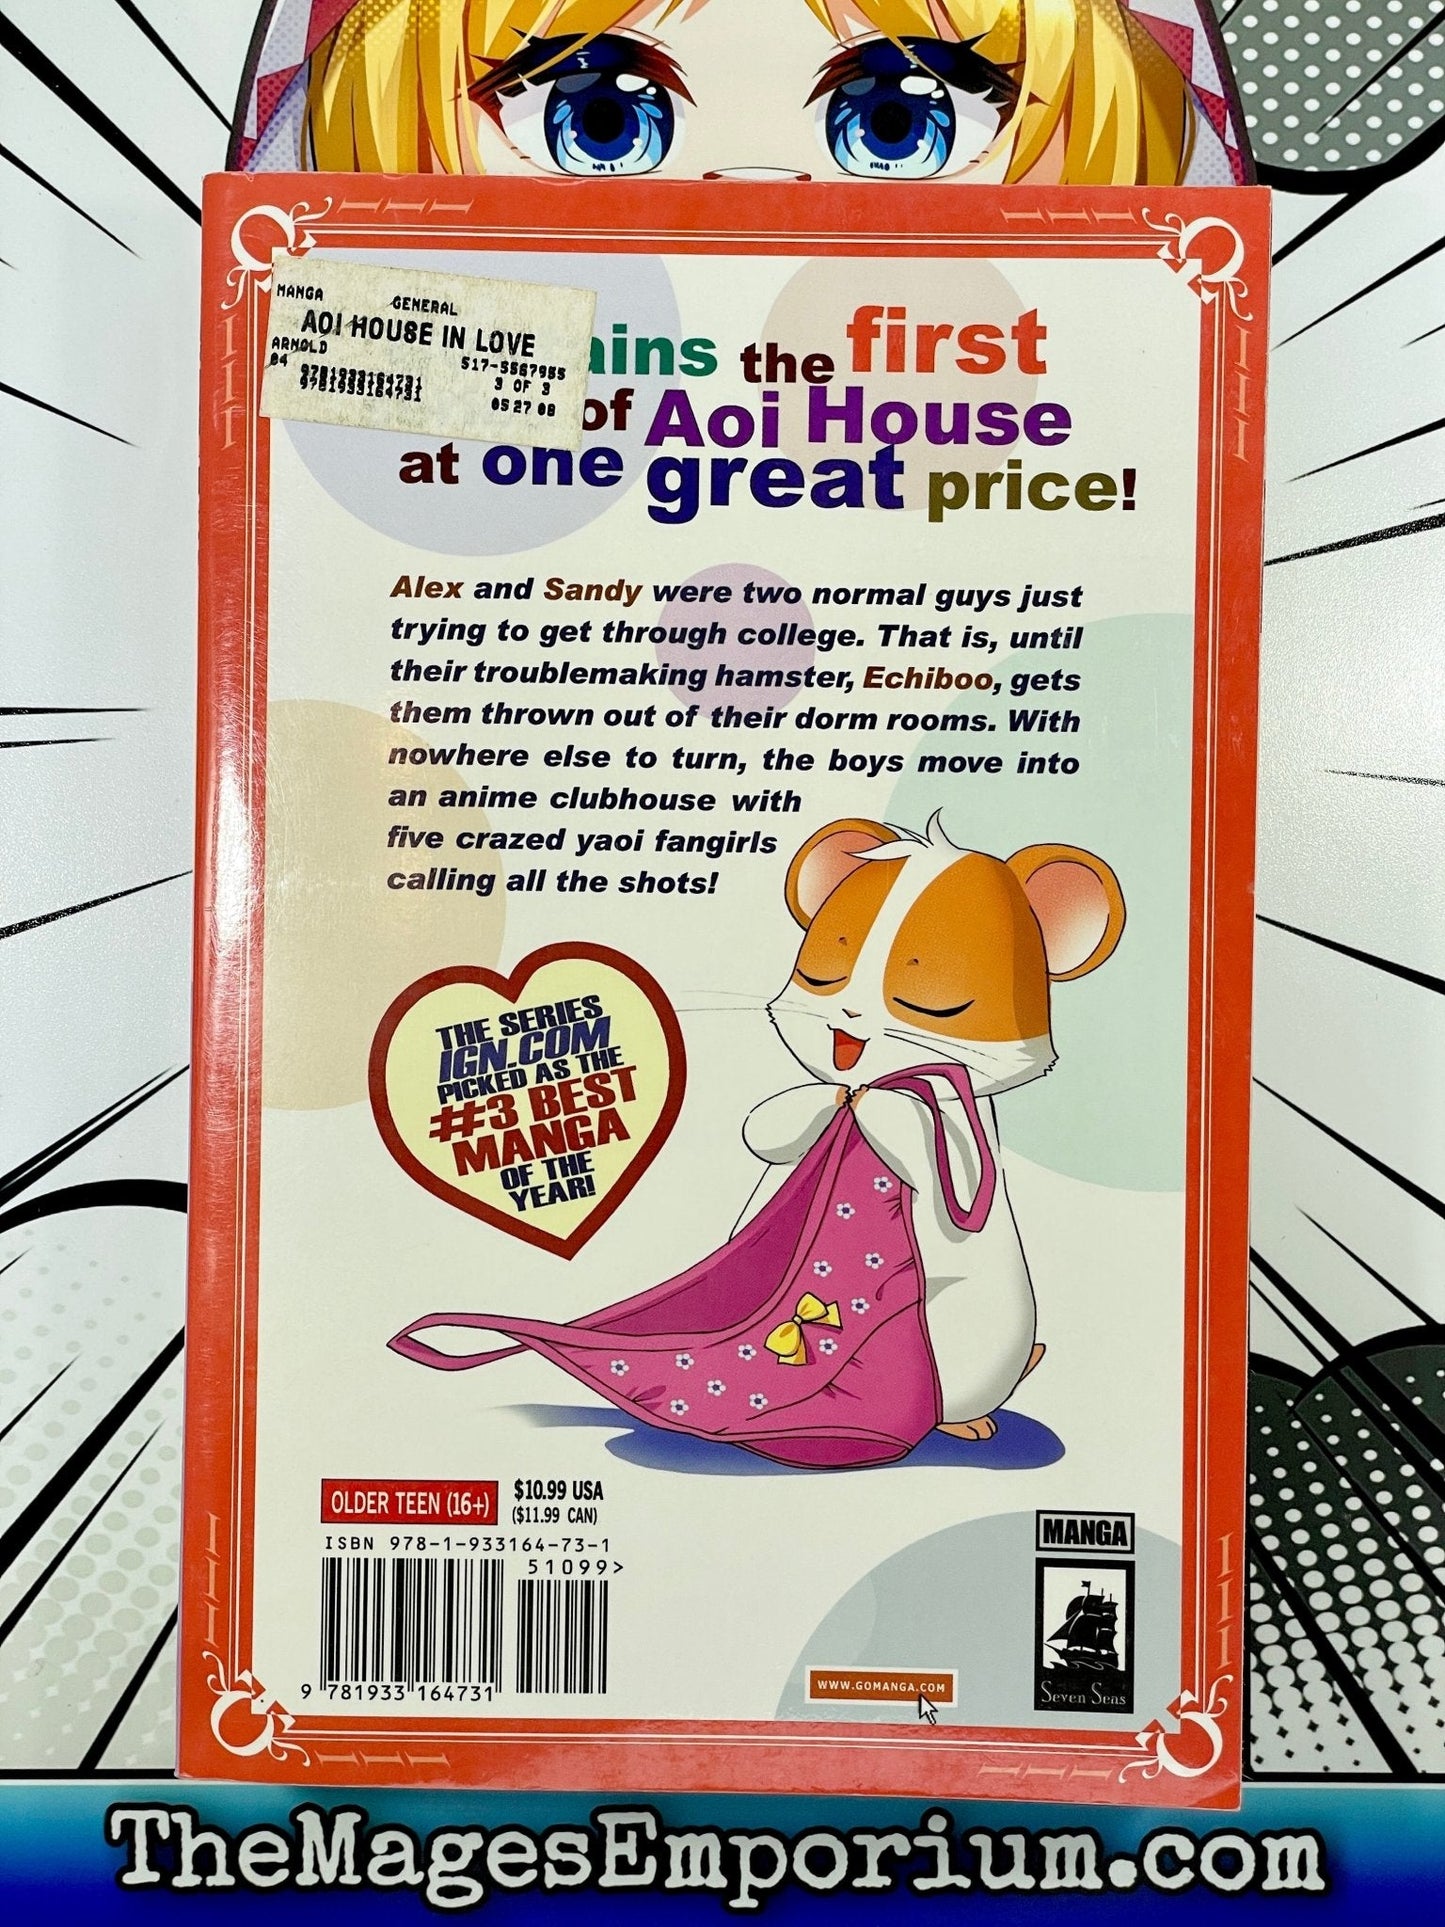 MANGA GENERAL
AOI HOUSE IN LOVE
ARNOLD 517-5567955
04 9781933164731 3 OF 3
9781933164731 05 27 08
ains the first
of Aoi House
at one great price!
Alex and Sandy were two normal guys just
trying to get through college. That is, until
their troublemaking hamster, Echiboo, gets
them thrown out of their dorm rooms. With
nowhere else to turn, the boys move into
an anime clubhouse with
five crazed yaoi fangirls
calling all the shots!
THE SERIES
IGN.COM
PICKED AS THE
#3 BEST
MANGA
OF THE
YEAR!
OLDER TEEN (16+) $10.99 USA
($11.99 CAN)
ISBN 978-1-933164-73-1
51099>
9 781933 164731
WWW.GOMANGA.COM
MANGA
Seven Seas
TheMagesEmporium.com